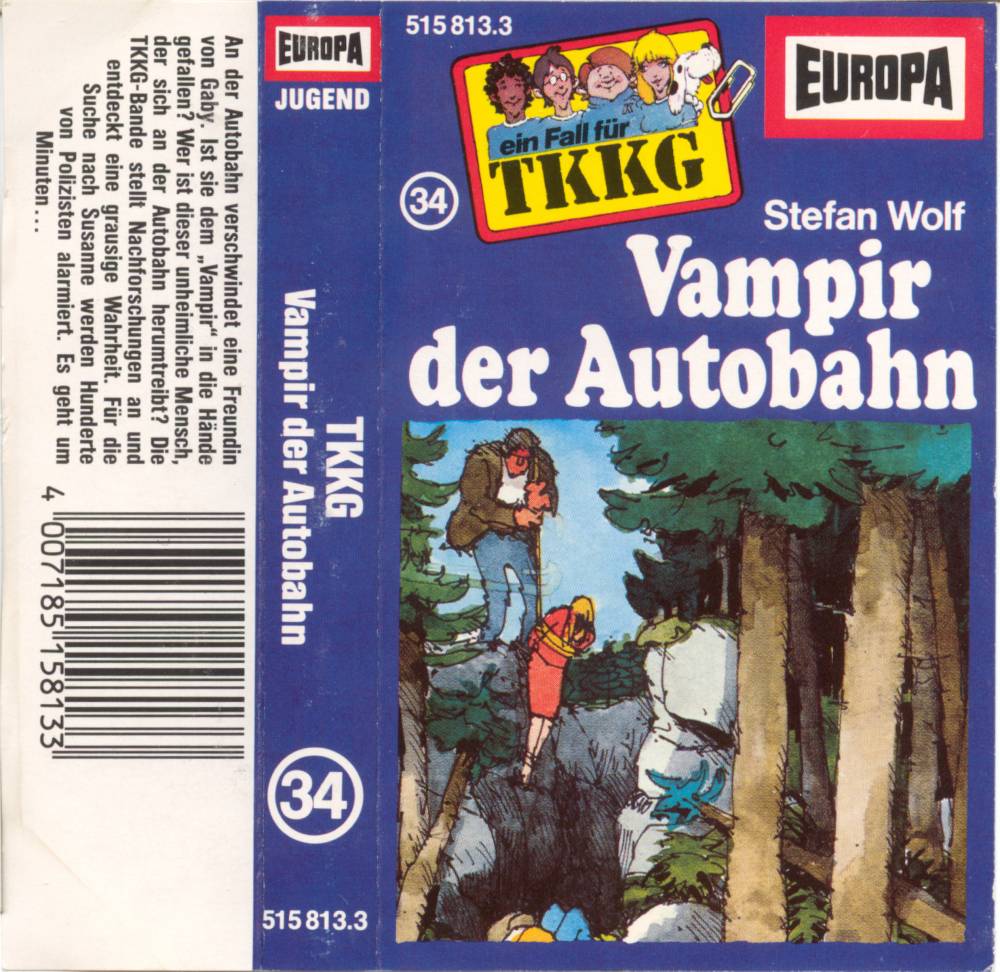 An der Autobahn verschwindet eine Freundin
von Gaby. Ist sie dem „Vampir“ in die Hände
gefallen? Wer ist dieser unheimliche Mensch,
der sich an der Autobahn herumtreibt? Die
TKKG-Bande stellt Nachforschungen an und
entdeckt eine grausige Wahrheit. Für die
Suche nach Susanne werden Hunderte
von Polizisten alarmiert. Es geht um
Minuten...
4 007185 158133
EUROPA
JUGEND
TKKG
Vampir der Autobahn
34
515 813.3
515 813.3
ein Fall für
TKKG
34
EUROPA
Stefan Wolf
Vampir
der Autobahn